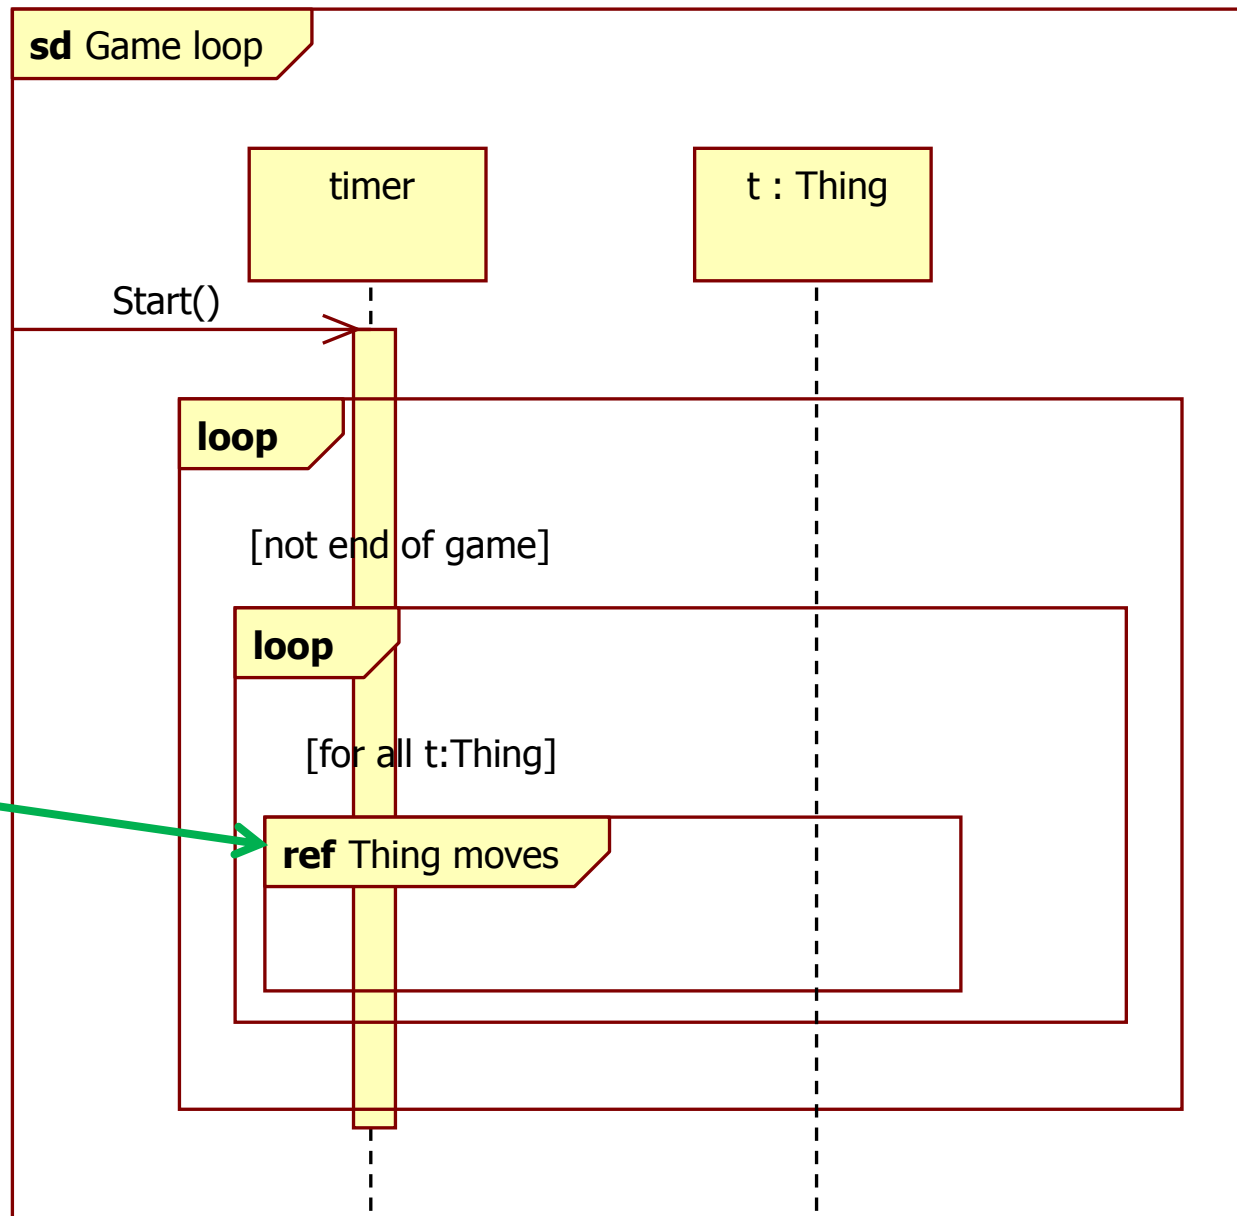 sd Game loop
timer
t : Thing
Start()
loop
[not end of game]
loop
[for all t:Thing]
ref Thing moves